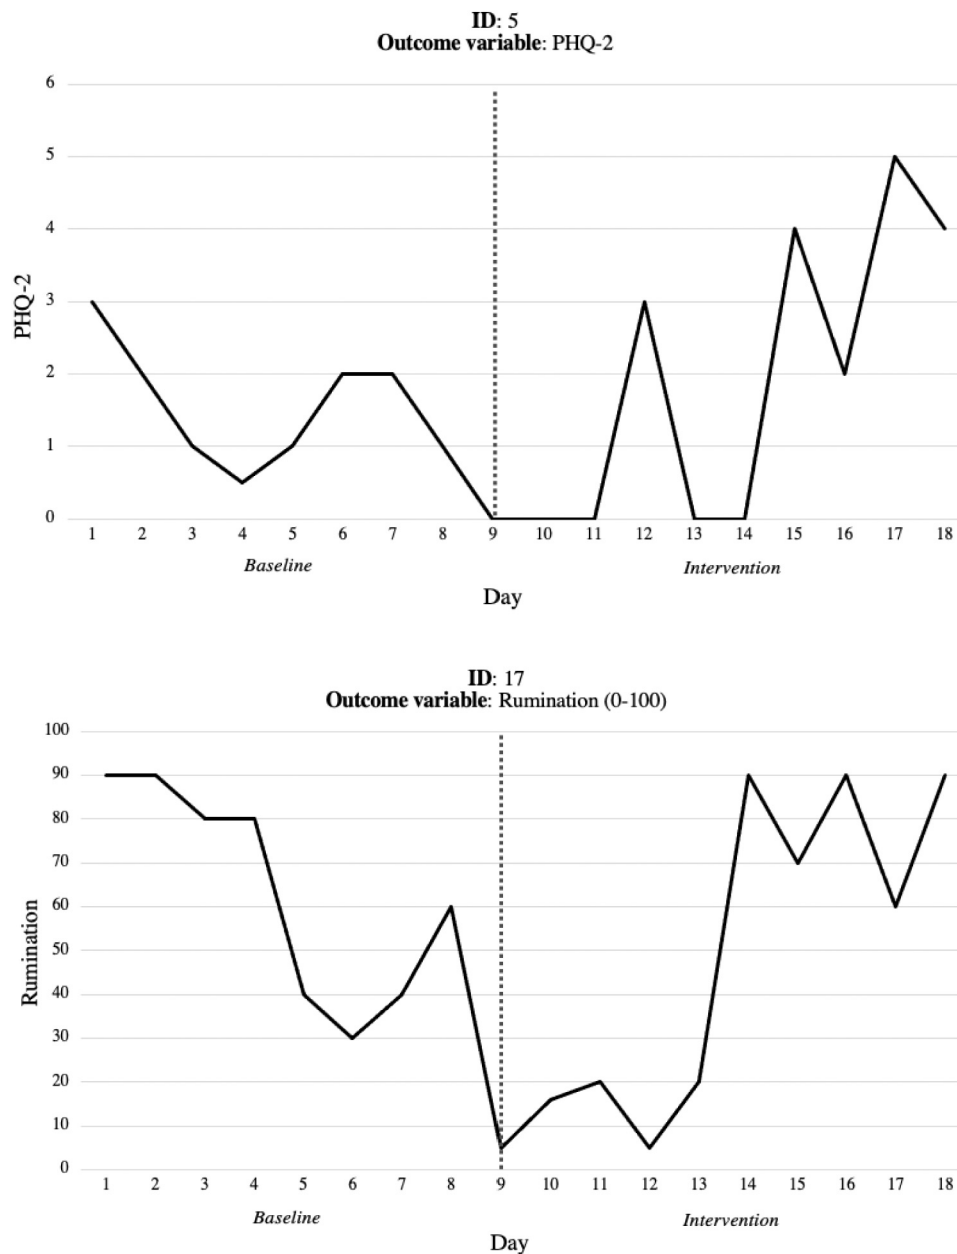 ID: 5
Outcome variable: PHQ-2
6
5
4
3
2
1
0
PHQ-2
1 2 3 4 5 6 7 8 9 10 11 12 13 14 15 16 17 18
Baseline Intervention
Day
ID: 17
Outcome variable: Rumination (0-100)
100
90
80
70
60
50
40
30
20
10
0
Rumination
1 2 3 4 5 6 7 8 9 10 11 12 13 14 15 16 17 18
Baseline Intervention
Day